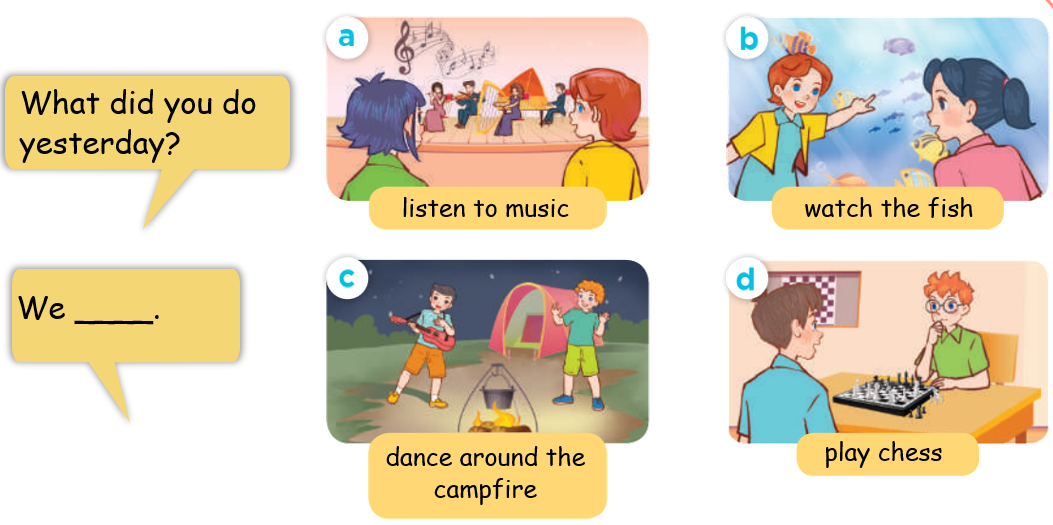 What did you do
yesterday?
We ____.
a
listen to music
b
watch the fish
c
dance around the
campfire
d
play chess